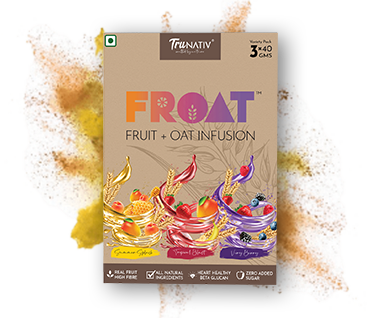 TruNATIV
Variety Pack
3×40
GMS
FROAT™
FRUIT + OAT INFUSION
Summer Splash
Tropical Blast
Very Berry
REAL FRUIT
HIGH FIBRE
ALL NATURAL
INGREDIENTS
HEART HEALTHY
BETA GLUCAN
ZERO ADDED
SUGAR